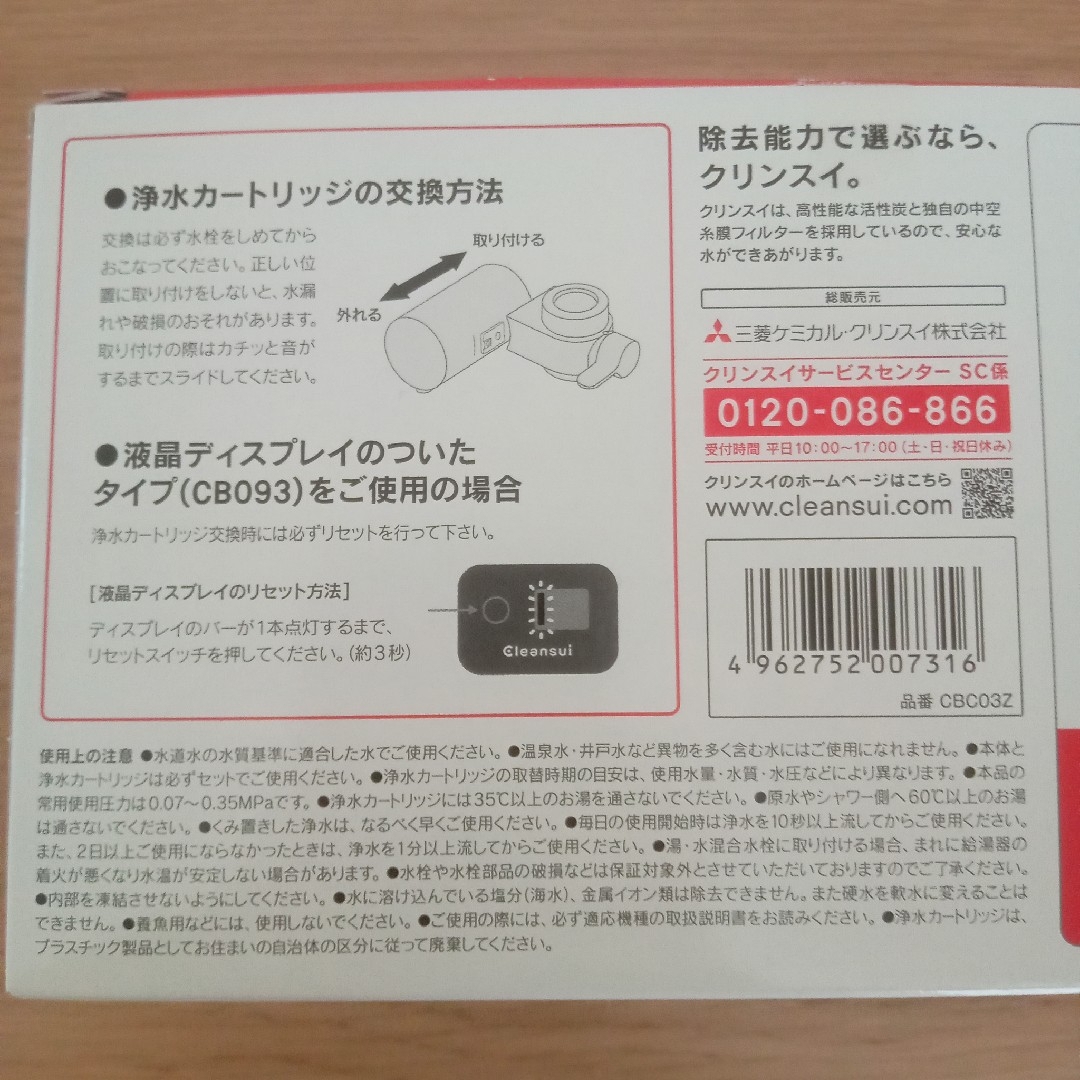 ●浄水カートリッジの交換方法
交換は必ず水栓をしめてから
おこなってください。正しい位
置に取り付けをしないと、水漏
れや破損のおそれがあります。
取り付けの際はカチッと音が
するまでスライドしてください。
取り付ける
外れる
●液晶ディスプレイのついた
タイプ(CB093)をご使用の場合
浄水カートリッジ交換時には必ずリセットを行って下さい。
[液晶ディスプレイのリセット方法]
ディスプレイのバーが1本点灯するまで、
リセットスイッチを押してください。(約3秒)
Cleansui
除去能力で選ぶなら、
クリンスイ。
クリンスイは、高性能な活性炭と独自の中空
糸膜フィルターを採用しているので、安心な
水ができあがります。
総販売元
三菱ケミカル・クリンスイ株式会社
クリンスイサービスセンター SC係
0120-086-866
受付時間 平日10:00～17:00(土・日・祝日休み)
クリンスイのホームページはこちら
www.cleansui.com
4 962752 007316
品番 CBC03Z
使用上の注意 ●水道水の水質基準に適合した水でご使用ください。●温泉水・井戸水など異物を多く含む水にはご使用になれません。●本体と
浄水カートリッジは必ずセットでご使用ください。●浄水カートリッジの取替時期の目安は、使用水量・水質・水圧などにより異なります。●本品の
常用使用圧力は0.07～0.35MPaです。●浄水カートリッジには35℃以上のお湯を通さないでください。●原水やシャワー側へ60℃以上のお湯
は通さないでください。●くみ置きした浄水は、なるべく早くご使用ください。●毎日の使用開始時は浄水を10秒以上流してからご使用ください。
また、2日以上ご使用にならなかったときは、浄水を1分以上流してからご使用ください。●湯・水混合水栓に取り付ける場合、まれに給湯器の
着火が悪くなり水温が安定しない場合があります。●水栓や水栓部品の破損などは保証対象外とさせていただいておりますのでご了承ください。
●内部を凍結させないようにしてください。●水に溶け込んでいる塩分(海水)、金属イオン類は除去できません。また硬水を軟水に変えることは
できません。●養魚用などには、使用しないでください。●ご使用の際には、必ず適応機種の取扱説明書をお読みください。●浄水カートリッジは、
プラスチック製品としてお住まいの自治体の区分に従って廃棄してください。